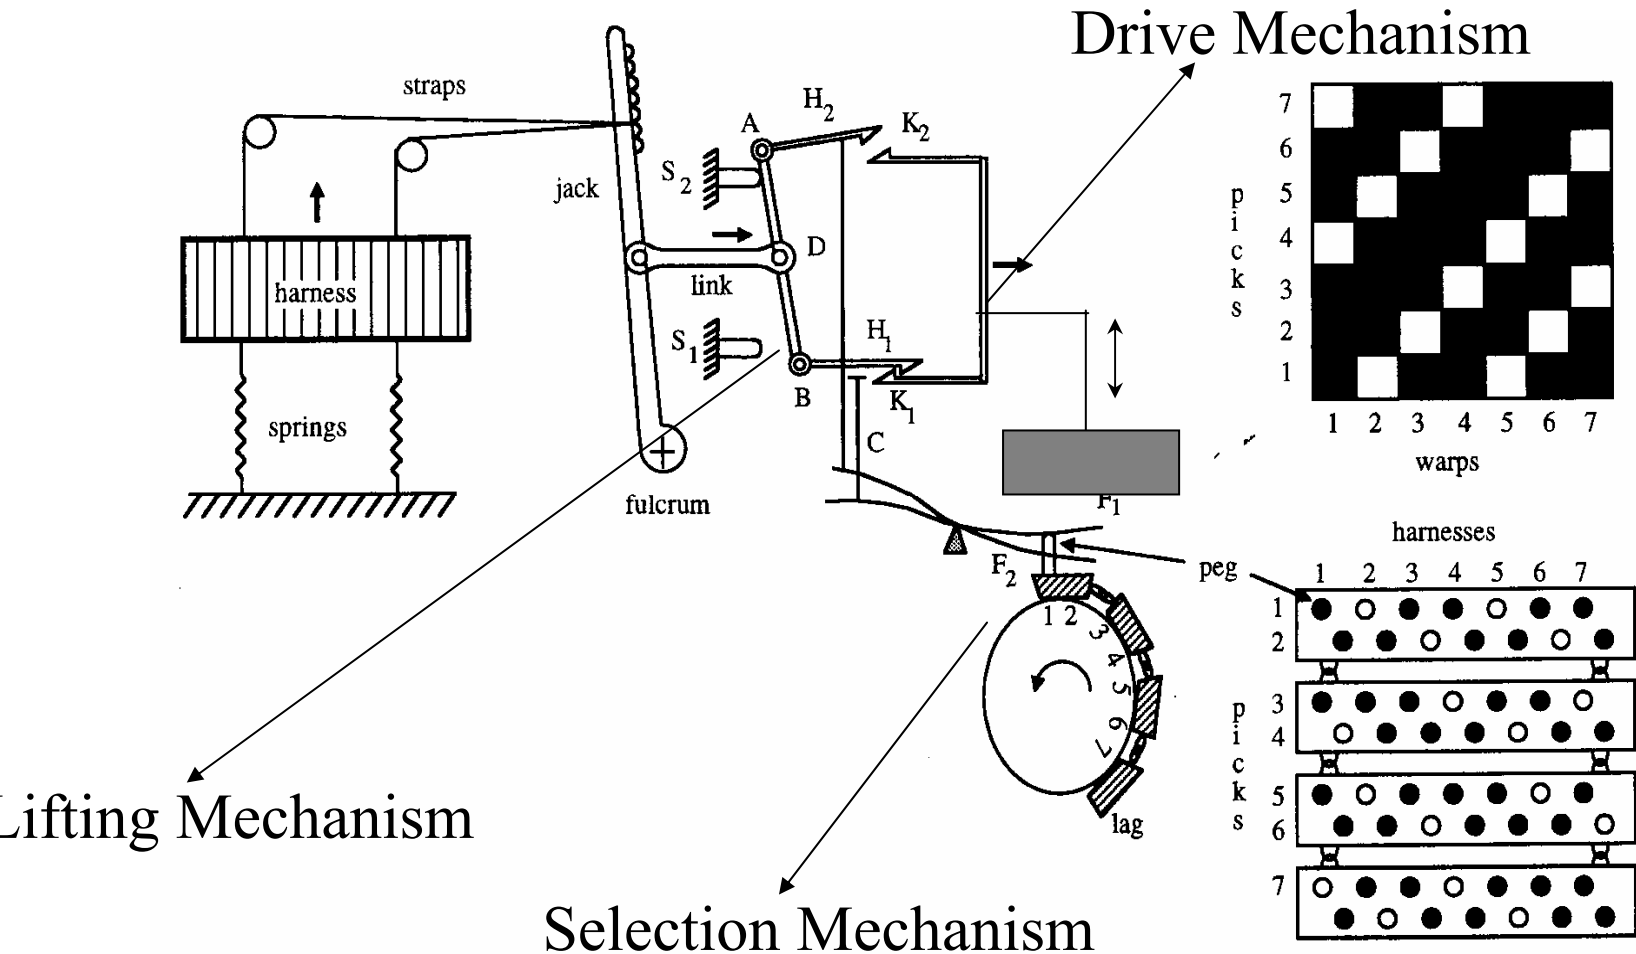 Drive Mechanism
straps
H2
A
K2
S2
jack
D
link
harness
H1
S1
B
K1
springs
C
fulcrum
F1
F2
peg
1 2 3 4 5 6 7
lag
Lifting Mechanism
Selection Mechanism
picks
7
6
5
4
3
2
1
1 2 3 4 5 6 7
warps
harnesses
1 2 3 4 5 6 7
picks
1
2
3
4
5
6
7